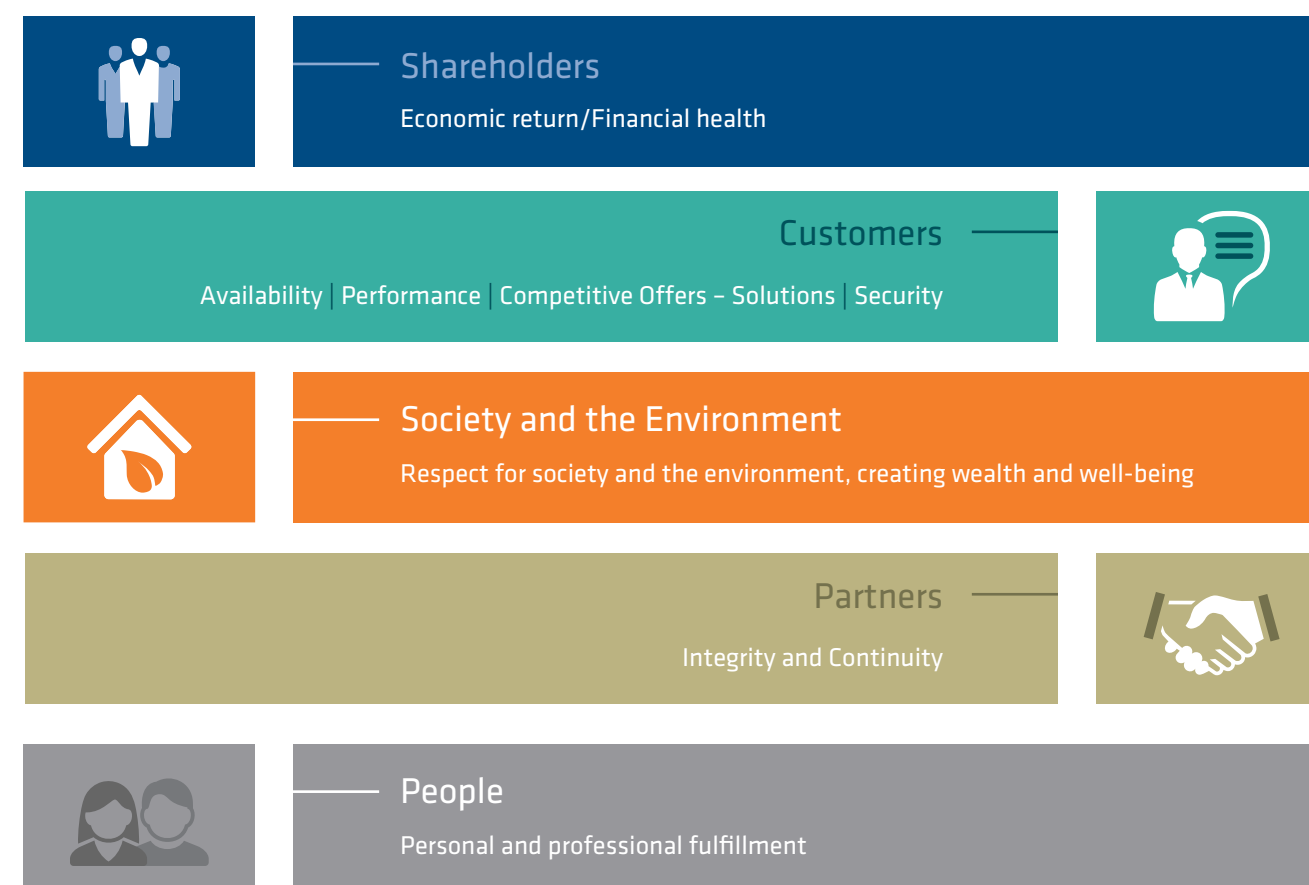 Shareholders
Economic return/Financial health
Customers
Availability | Performance | Competitive Offers – Solutions | Security
Society and the Environment
Respect for society and the environment, creating wealth and well-being
Partners
Integrity and Continuity
People
Personal and professional fulfillment